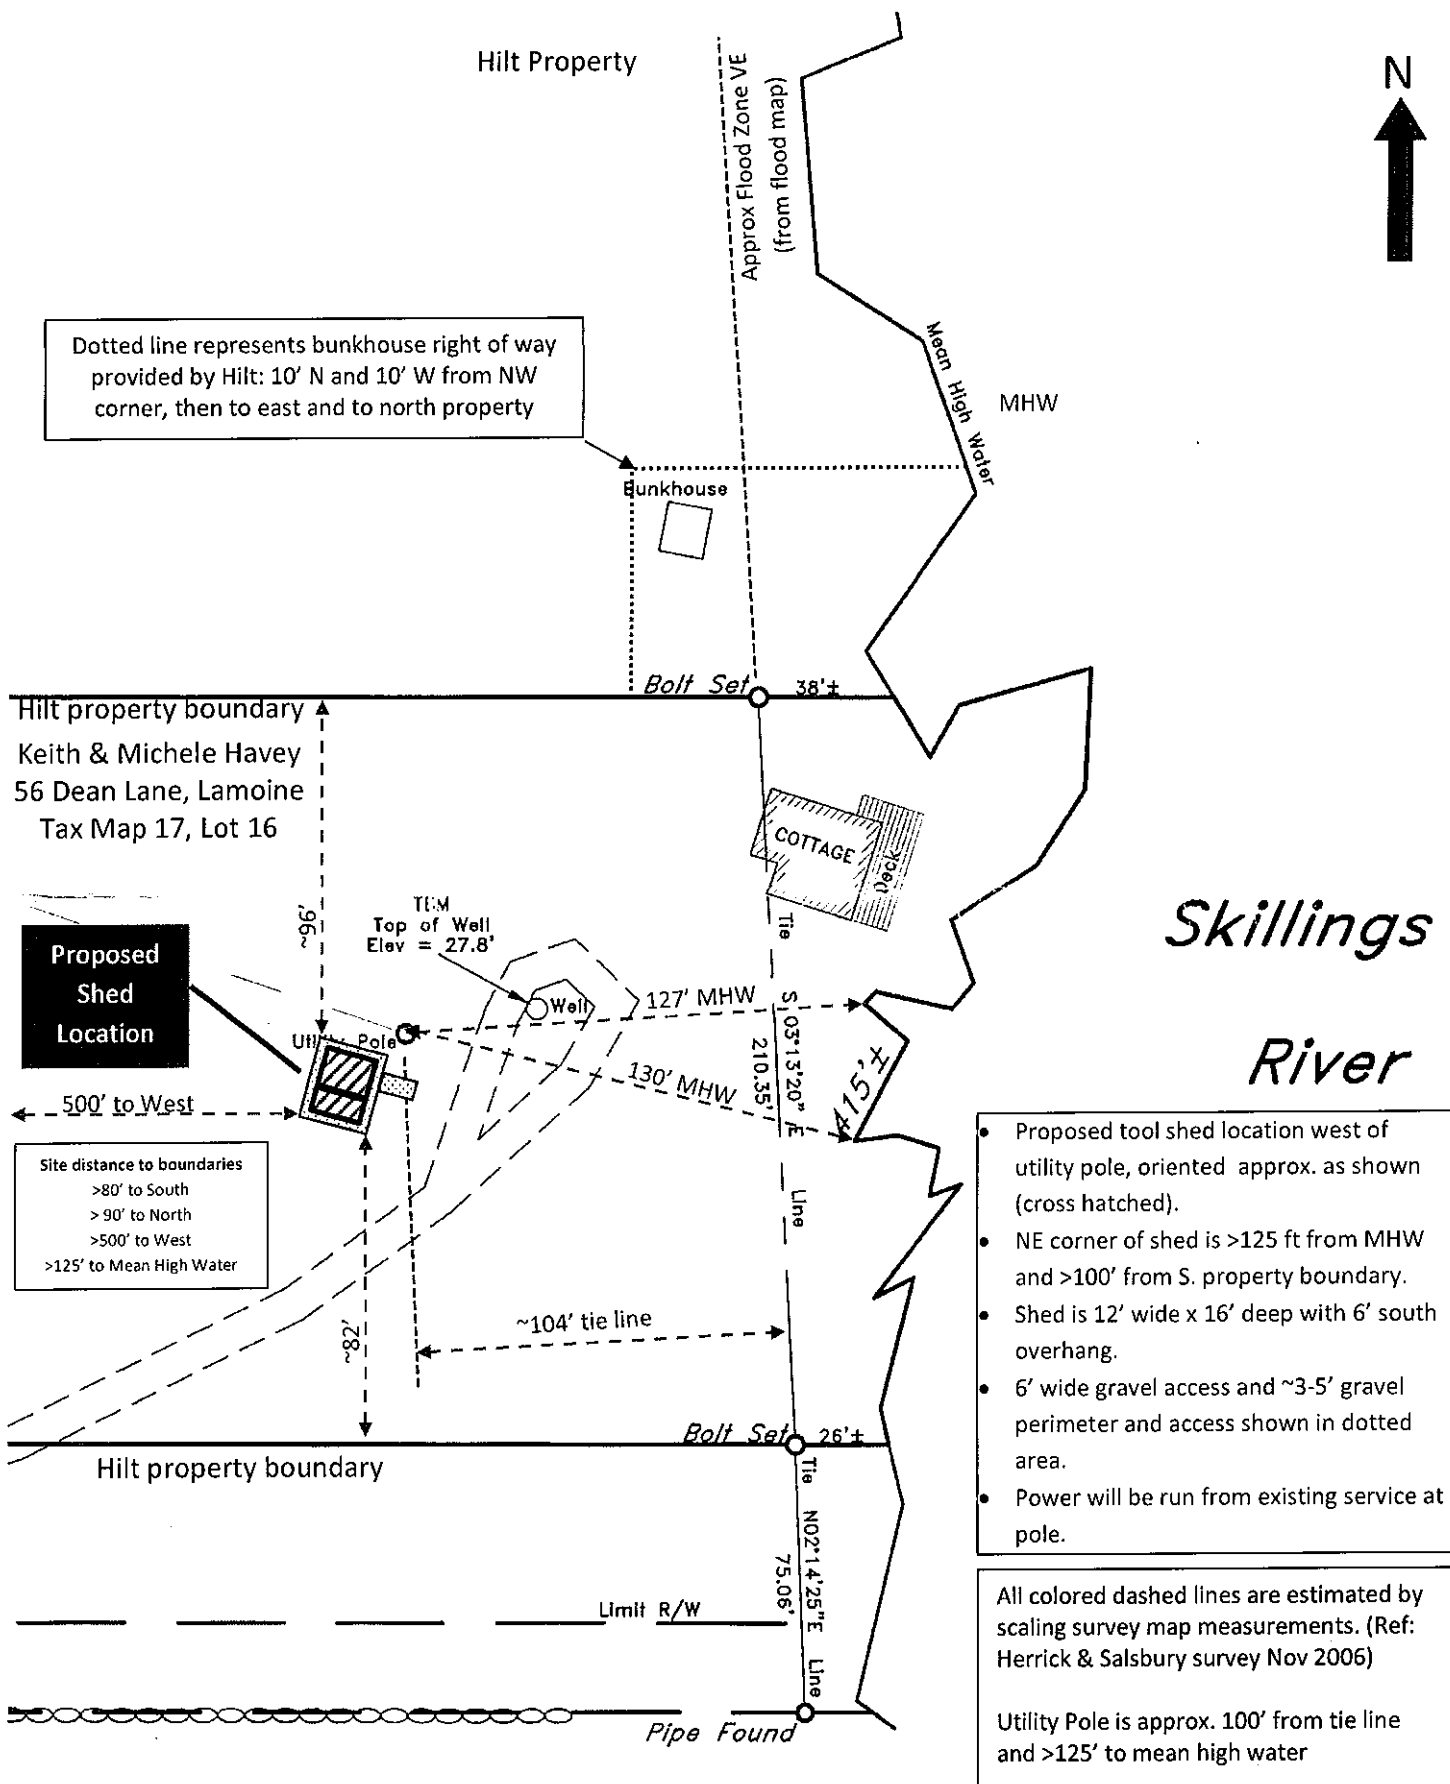 Hilt Property
N
Approx Flood Zone VE
(from flood map)
Dotted line represents bunkhouse right of way
provided by Hilt: 10' N and 10' W from NW
corner, then to east and to north property
Mean High Water
MHW
Bunkhouse
Bolt Set
38'±
Hilt property boundary
Keith & Michele Havey
56 Dean Lane, Lamoine
Tax Map 17, Lot 16
~96'
COTTAGE
Deck
TBM
Top of Well
Elev = 27.8'
Well
Proposed
Shed
Location
Utility Pole
127' MHW
130' MHW
Tie
S 03°13'20" E
210.35'
Line
415'±
Skillings
River
500' to West
Site distance to boundaries
>80' to South
> 90' to North
>500' to West
>125' to Mean High Water
~82'
~104' tie line
• Proposed tool shed location west of
utility pole, oriented approx. as shown
(cross hatched).
• NE corner of shed is >125 ft from MHW
and >100' from S. property boundary.
• Shed is 12' wide x 16' deep with 6' south
overhang.
• 6' wide gravel access and ~3-5' gravel
perimeter and access shown in dotted
area.
• Power will be run from existing service at
pole.
Bolt Set
26'±
Hilt property boundary
Tie
N02°14'25"E
75.06'
Line
Limit R/W
Pipe Found
All colored dashed lines are estimated by
scaling survey map measurements. (Ref:
Herrick & Salsbury survey Nov 2006)
Utility Pole is approx. 100' from tie line
and >125' to mean high water